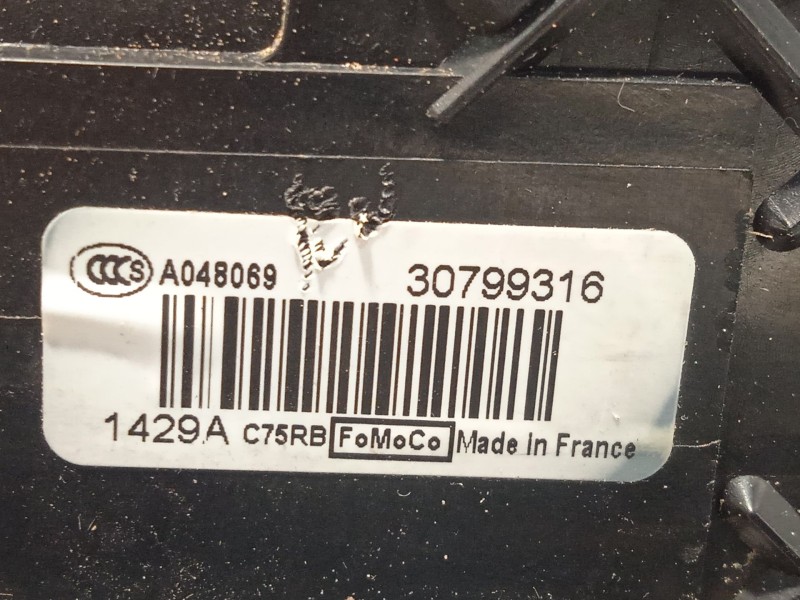 CCC S A048069 30799316
1429A C75RB FoMoCo Made in France